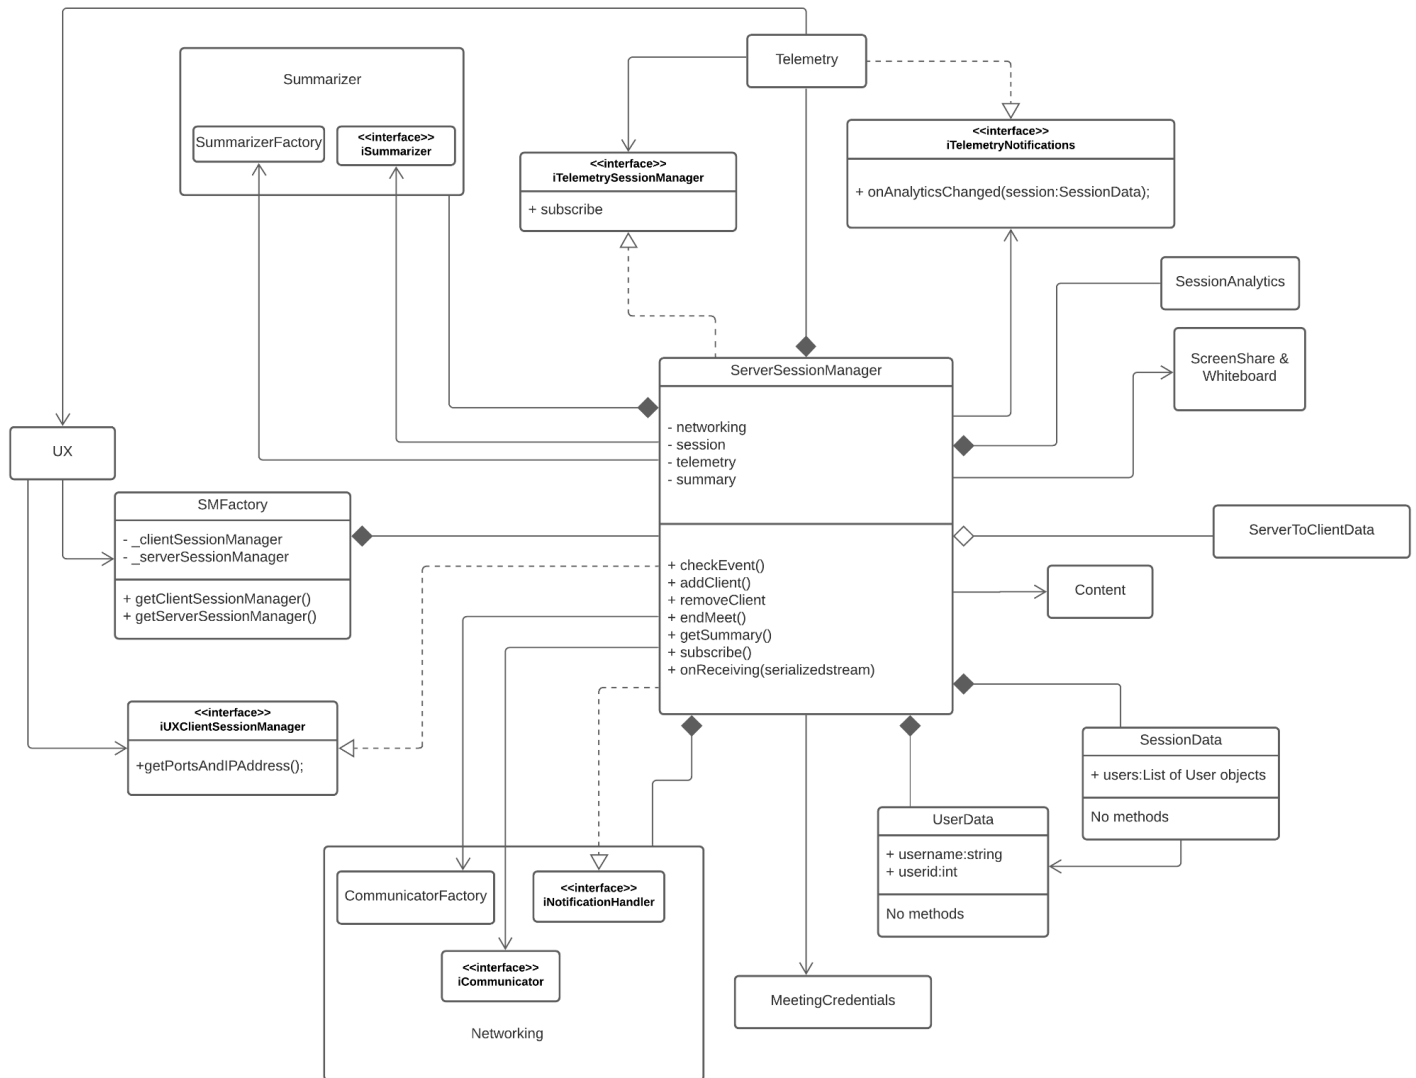 Telemetry
Summarizer
SummarizerFactory
<<interface>>
iSummarizer
<<interface>>
iTelemetrySessionManager
+ subscribe
<<interface>>
iTelemetryNotifications
+ onAnalyticsChanged(session:SessionData);
SessionAnalytics
ScreenShare &
Whiteboard
ServerSessionManager
- networking
- session
- telemetry
- summary
+ checkEvent()
+ addClient()
+ removeClient
+ endMeet()
+ getSummary()
+ subscribe()
+ onReceiving(serializedstream)
UX
SMFactory
- _clientSessionManager
- _serverSessionManager
+ getClientSessionManager()
+ getServerSessionManager()
ServerToClientData
Content
<<interface>>
iUXClientSessionManager
+getPortsAndIPAddress();
SessionData
+ users:List of User objects
No methods
UserData
+ username:string
+ userid:int
No methods
CommunicatorFactory
<<interface>>
iNotificationHandler
<<interface>>
iCommunicator
Networking
MeetingCredentials